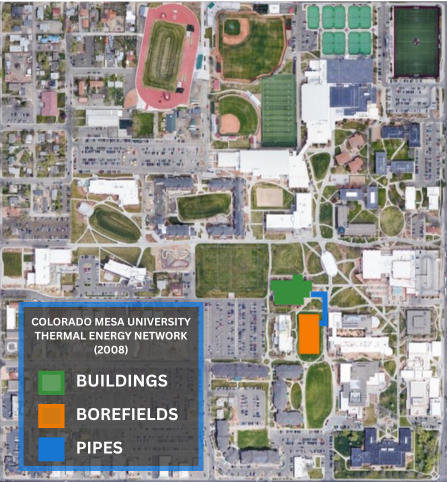 COLORADO MESA UNIVERSITY
THERMAL ENERGY NETWORK
(2008)
BUILDINGS
BOREFIELDS
PIPES